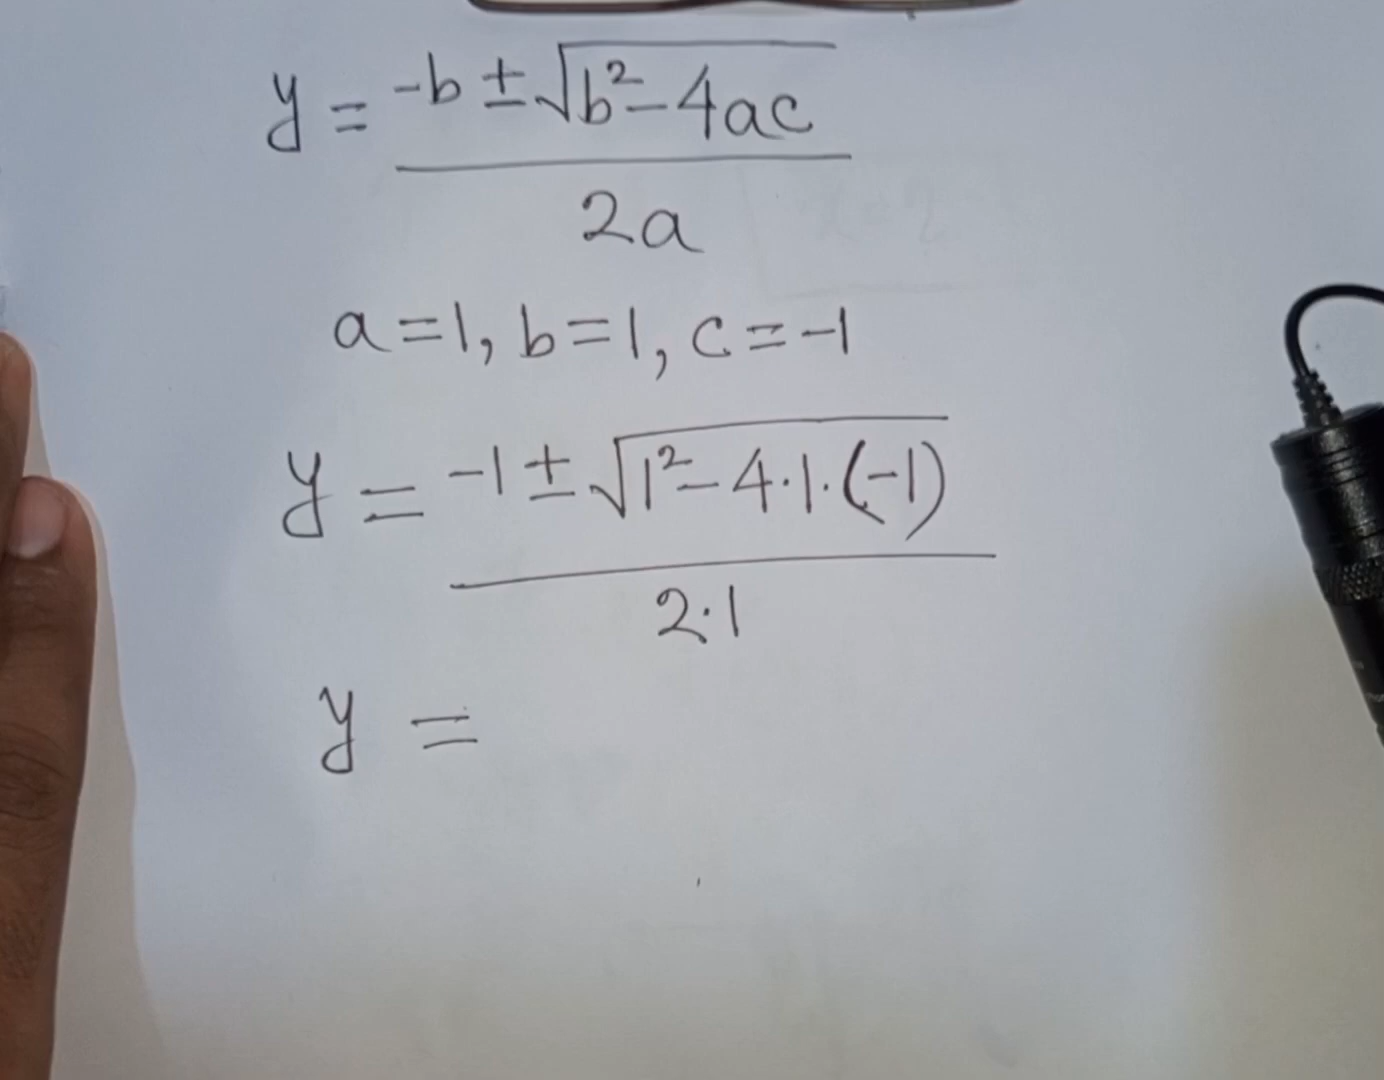 y = -b ± √b² - 4ac / 2a
a = 1, b = 1, c = -1
y = -1 ± √1² - 4·1·(-1) / 2·1
y =